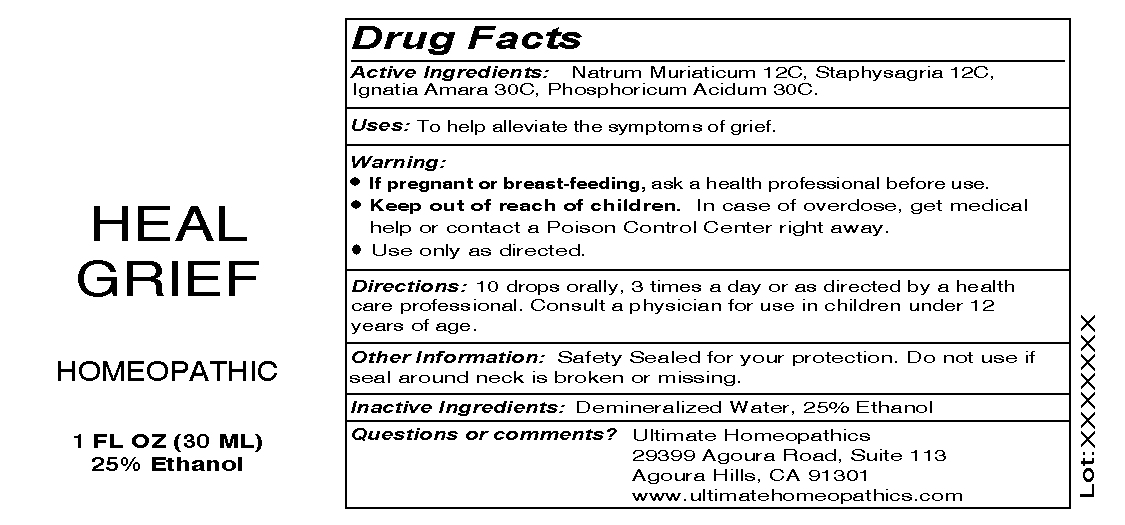 HEAL
GRIEF
HOMEOPATHIC
1 FL OZ (30 ML)
25% Ethanol
Drug Facts
Active Ingredients: Natrum Muriaticum 12C, Staphysagria 12C,
Ignatia Amara 30C, Phosphoricum Acidum 30C.
Uses: To help alleviate the symptoms of grief.
Warning:
● If pregnant or breast-feeding, ask a health professional before use.
● Keep out of reach of children. In case of overdose, get medical
help or contact a Poison Control Center right away.
● Use only as directed.
Directions: 10 drops orally, 3 times a day or as directed by a health
care professional. Consult a physician for use in children under 12
years of age.
Other Information: Safety Sealed for your protection. Do not use if
seal around neck is broken or missing.
Inactive Ingredients: Demineralized Water, 25% Ethanol
Questions or comments? Ultimate Homeopathics
29399 Agoura Road, Suite 113
Agoura Hills, CA 91301
www.ultimatehomeopathics.com
Lot:XXXXXXX